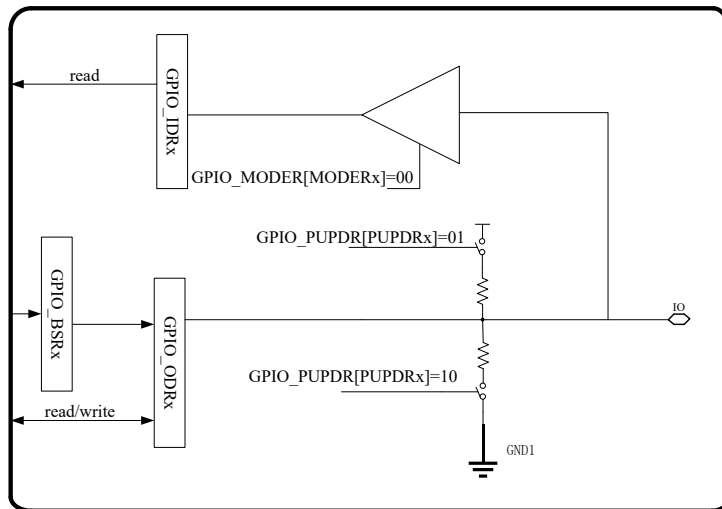 read
GPIO_IDRx
GPIO_MODER[MODERx]=00
GPIO_PUPDR[PUPDRx]=01
GPIO_BSRx
GPIO_ODRx
IO
GPIO_PUPDR[PUPDRx]=10
read/write
GND1